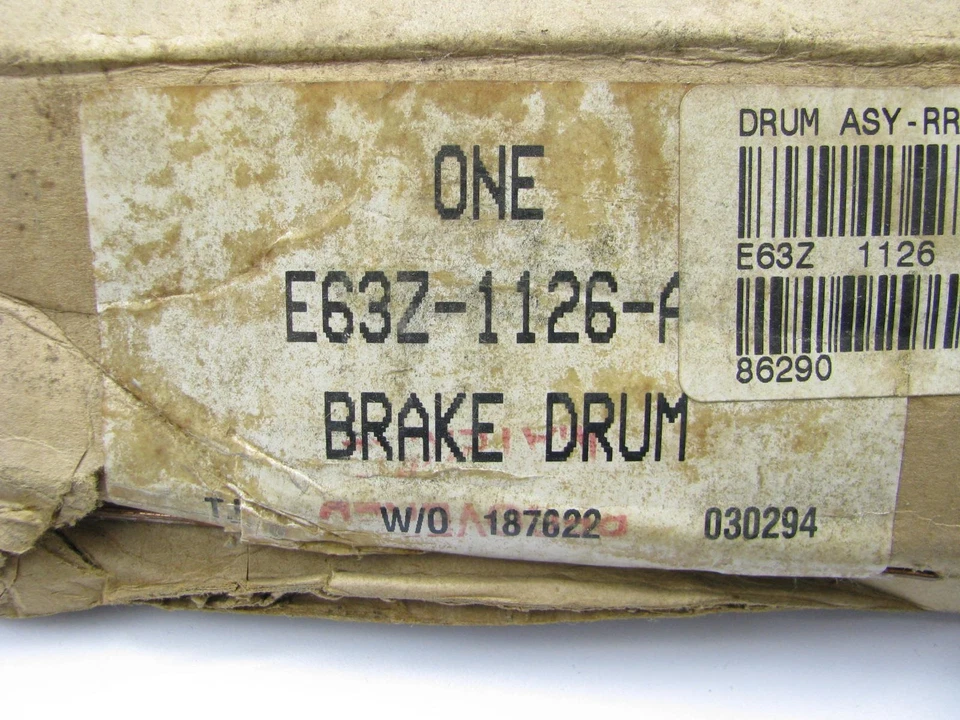 ONE
E63Z-1126-A
BRAKE DRUM
W/O 187622 030294
DRUM ASY-RR
E63Z 1126
86290